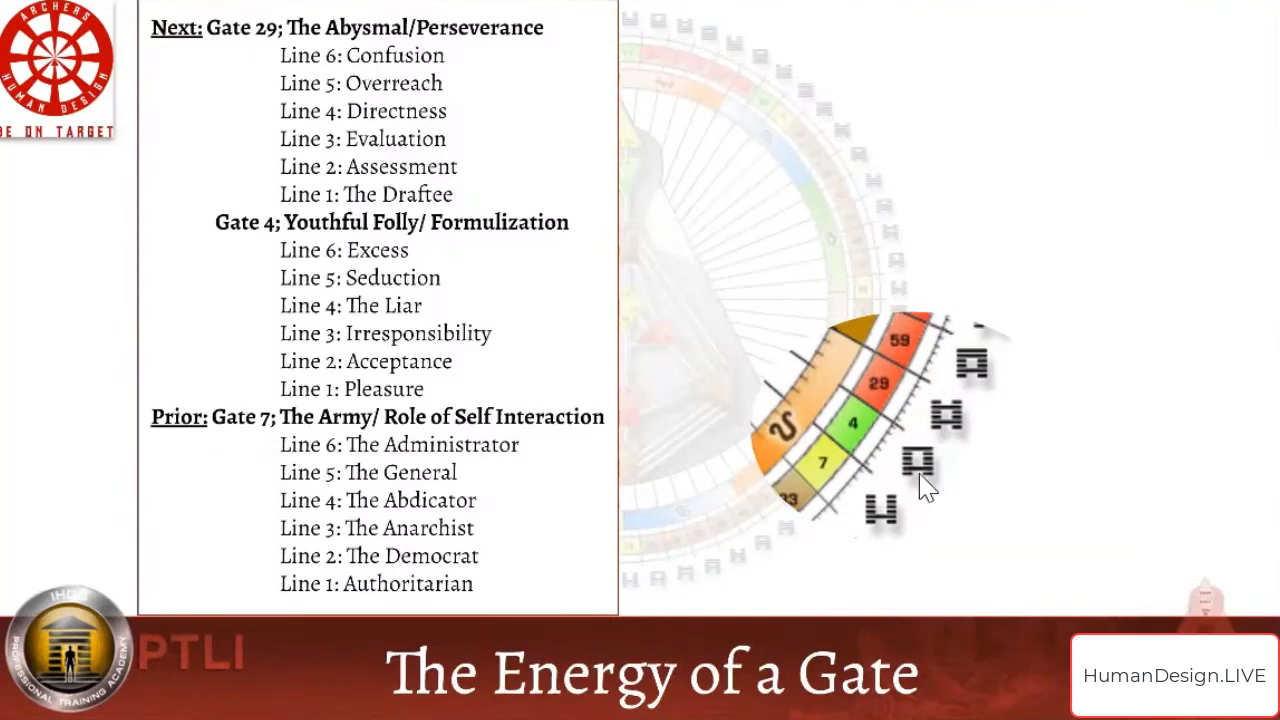 ARCHERS
HUMAN DESIGN
BE ON TARGET
Next: Gate 29; The Abysmal/Perseverance
Line 6: Confusion
Line 5: Overreach
Line 4: Directness
Line 3: Evaluation
Line 2: Assessment
Line 1: The Draftee
Gate 4; Youthful Folly/ Formulization
Line 6: Excess
Line 5: Seduction
Line 4: The Liar
Line 3: Irresponsibility
Line 2: Acceptance
Line 1: Pleasure
Prior: Gate 7; The Army/ Role of Self Interaction
Line 6: The Administrator
Line 5: The General
Line 4: The Abdicator
Line 3: The Anarchist
Line 2: The Democrat
Line 1: Authoritarian
59
29
4
7
33
IHDS
PROFESSIONAL TRAINING ACADEMY
PTLI
The Energy of a Gate
HumanDesign.LIVE